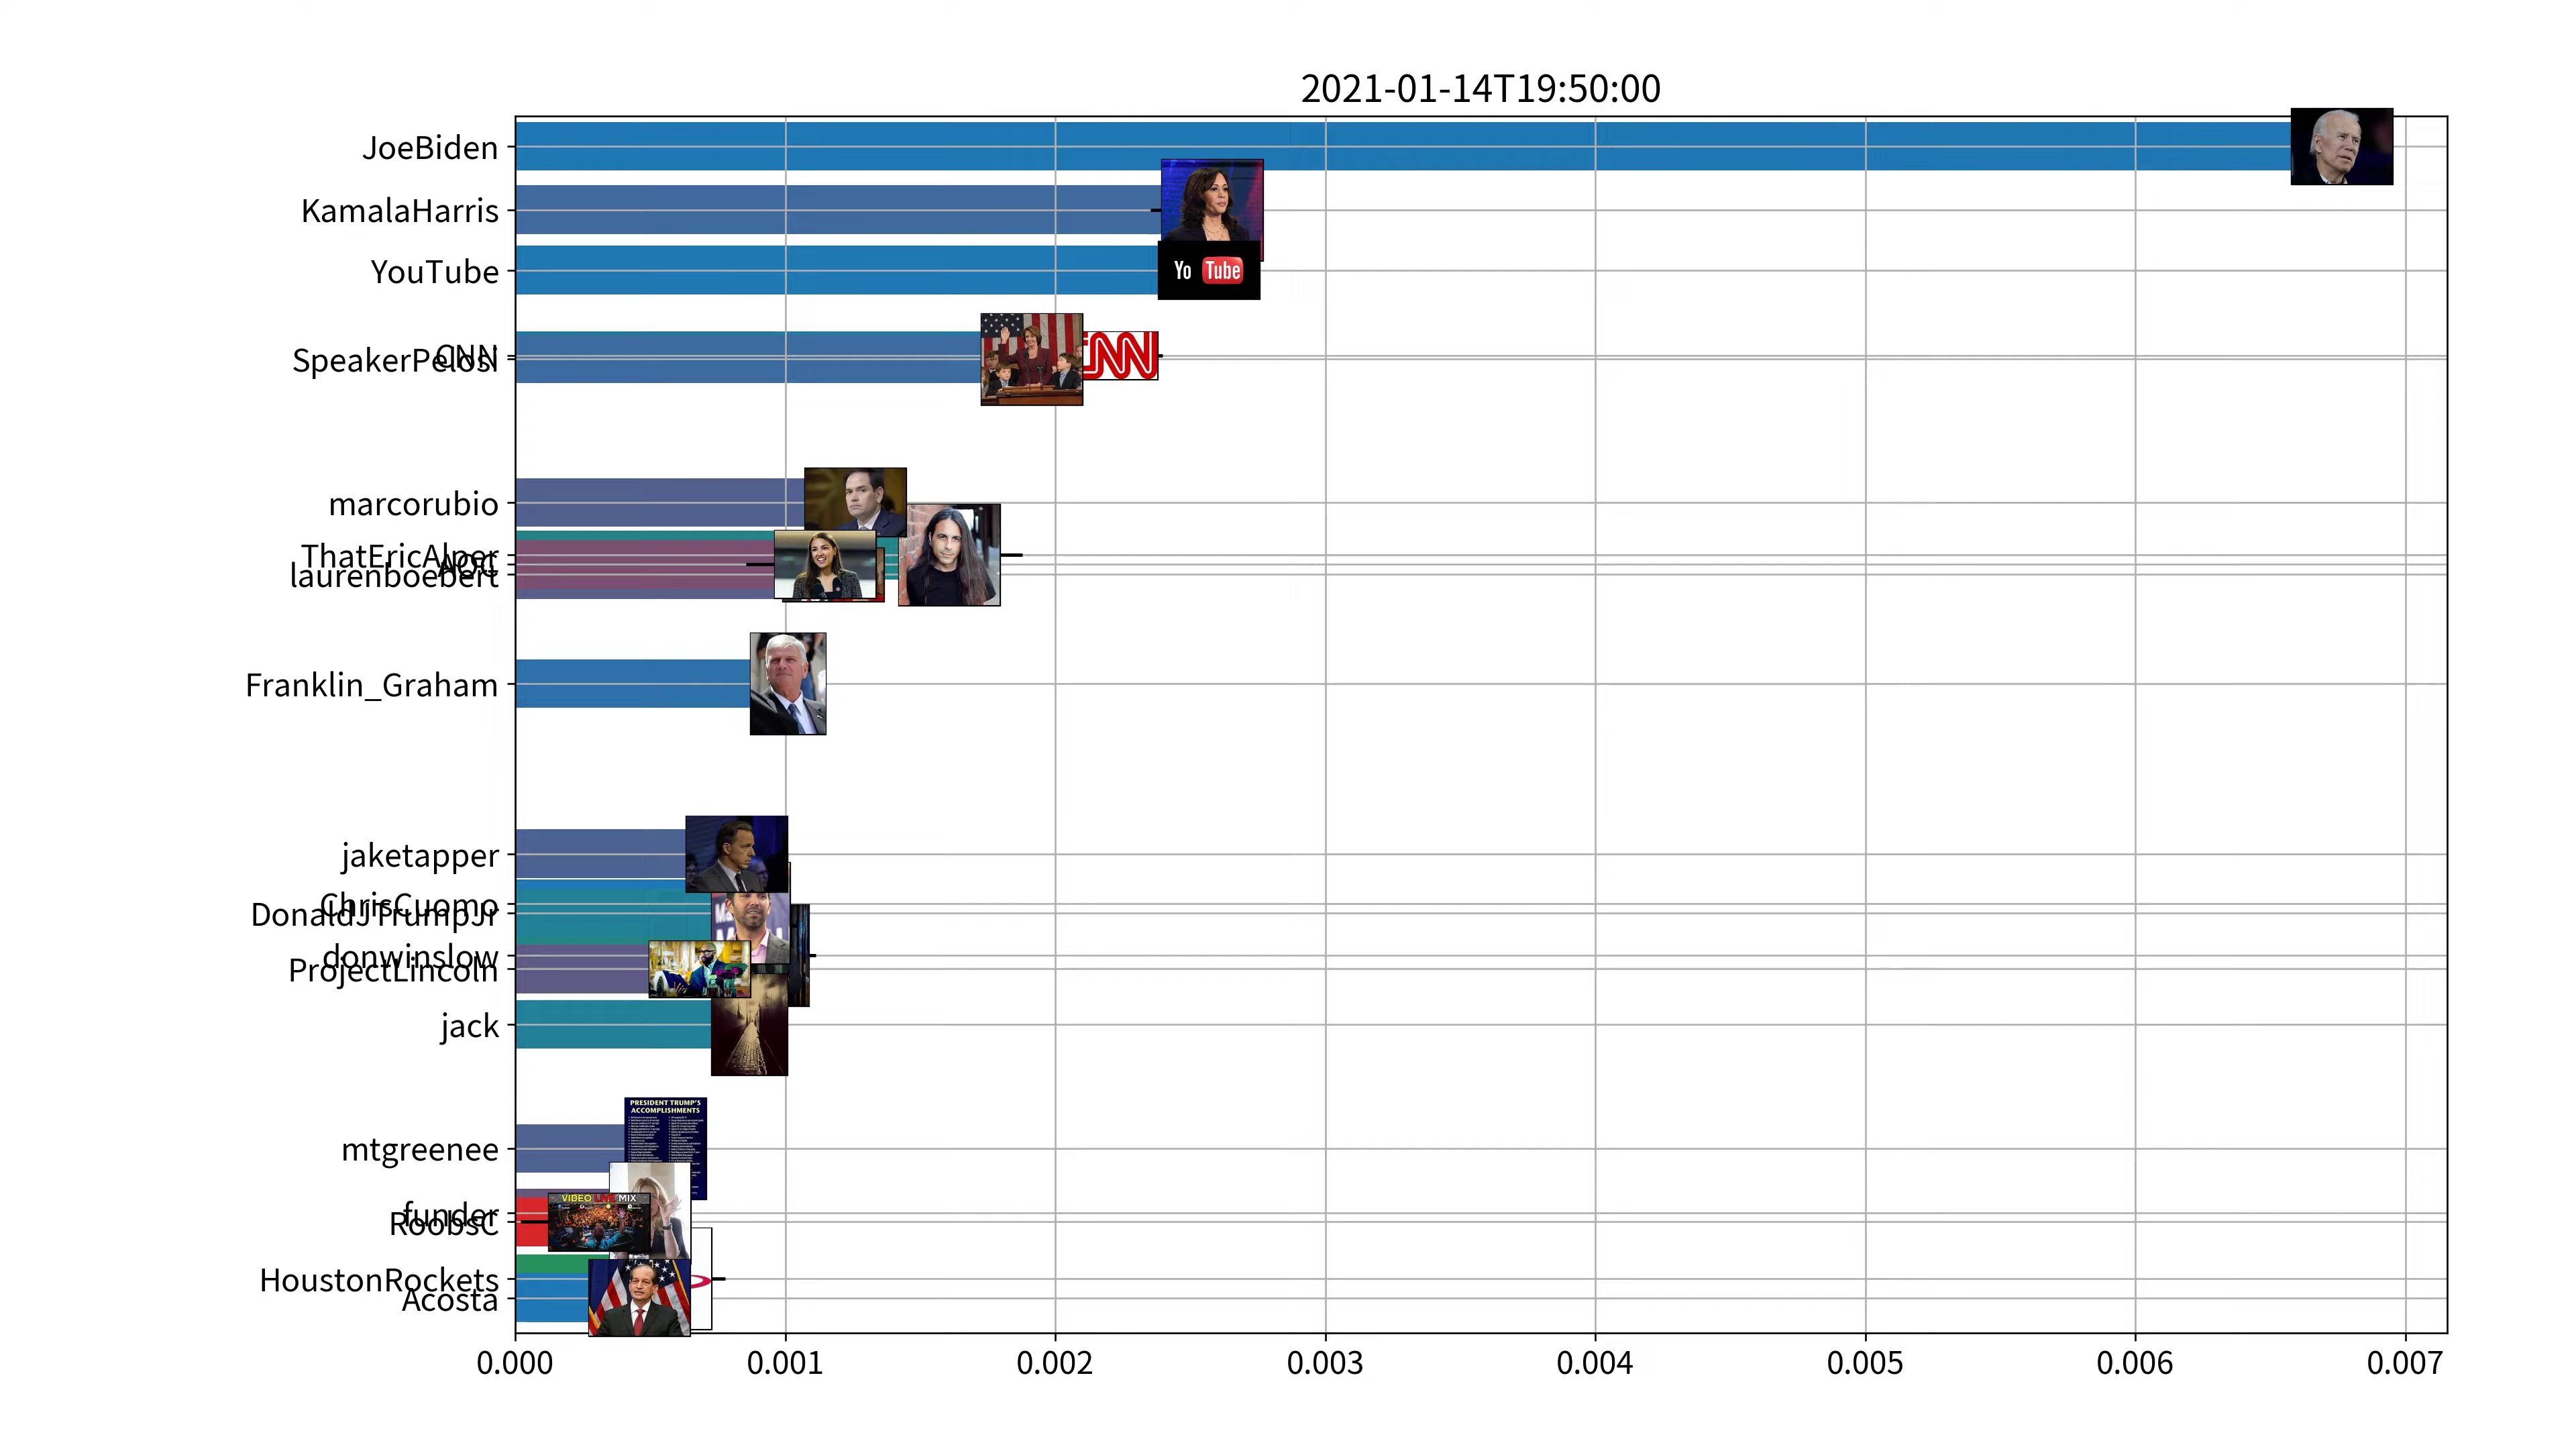 2021-01-14T19:50:00
JoeBiden
KamalaHarris
YouTube
Yo Tube
CNN
SpeakerPelosi
marcorubio
ThatEricAlper
AOC
laurenboebert
Franklin_Graham
jaketapper
ChrisCuomo
DonaldJTrumpJr
donwinslow
ProjectLincoln
jack
PRESIDENT TRUMP'S
ACCOMPLISHMENTS
mtgreenee
VIDEO LIVE MIX
funder
RoobsC
HoustonRockets
Acosta
0.000 0.001 0.002 0.003 0.004 0.005 0.006 0.007